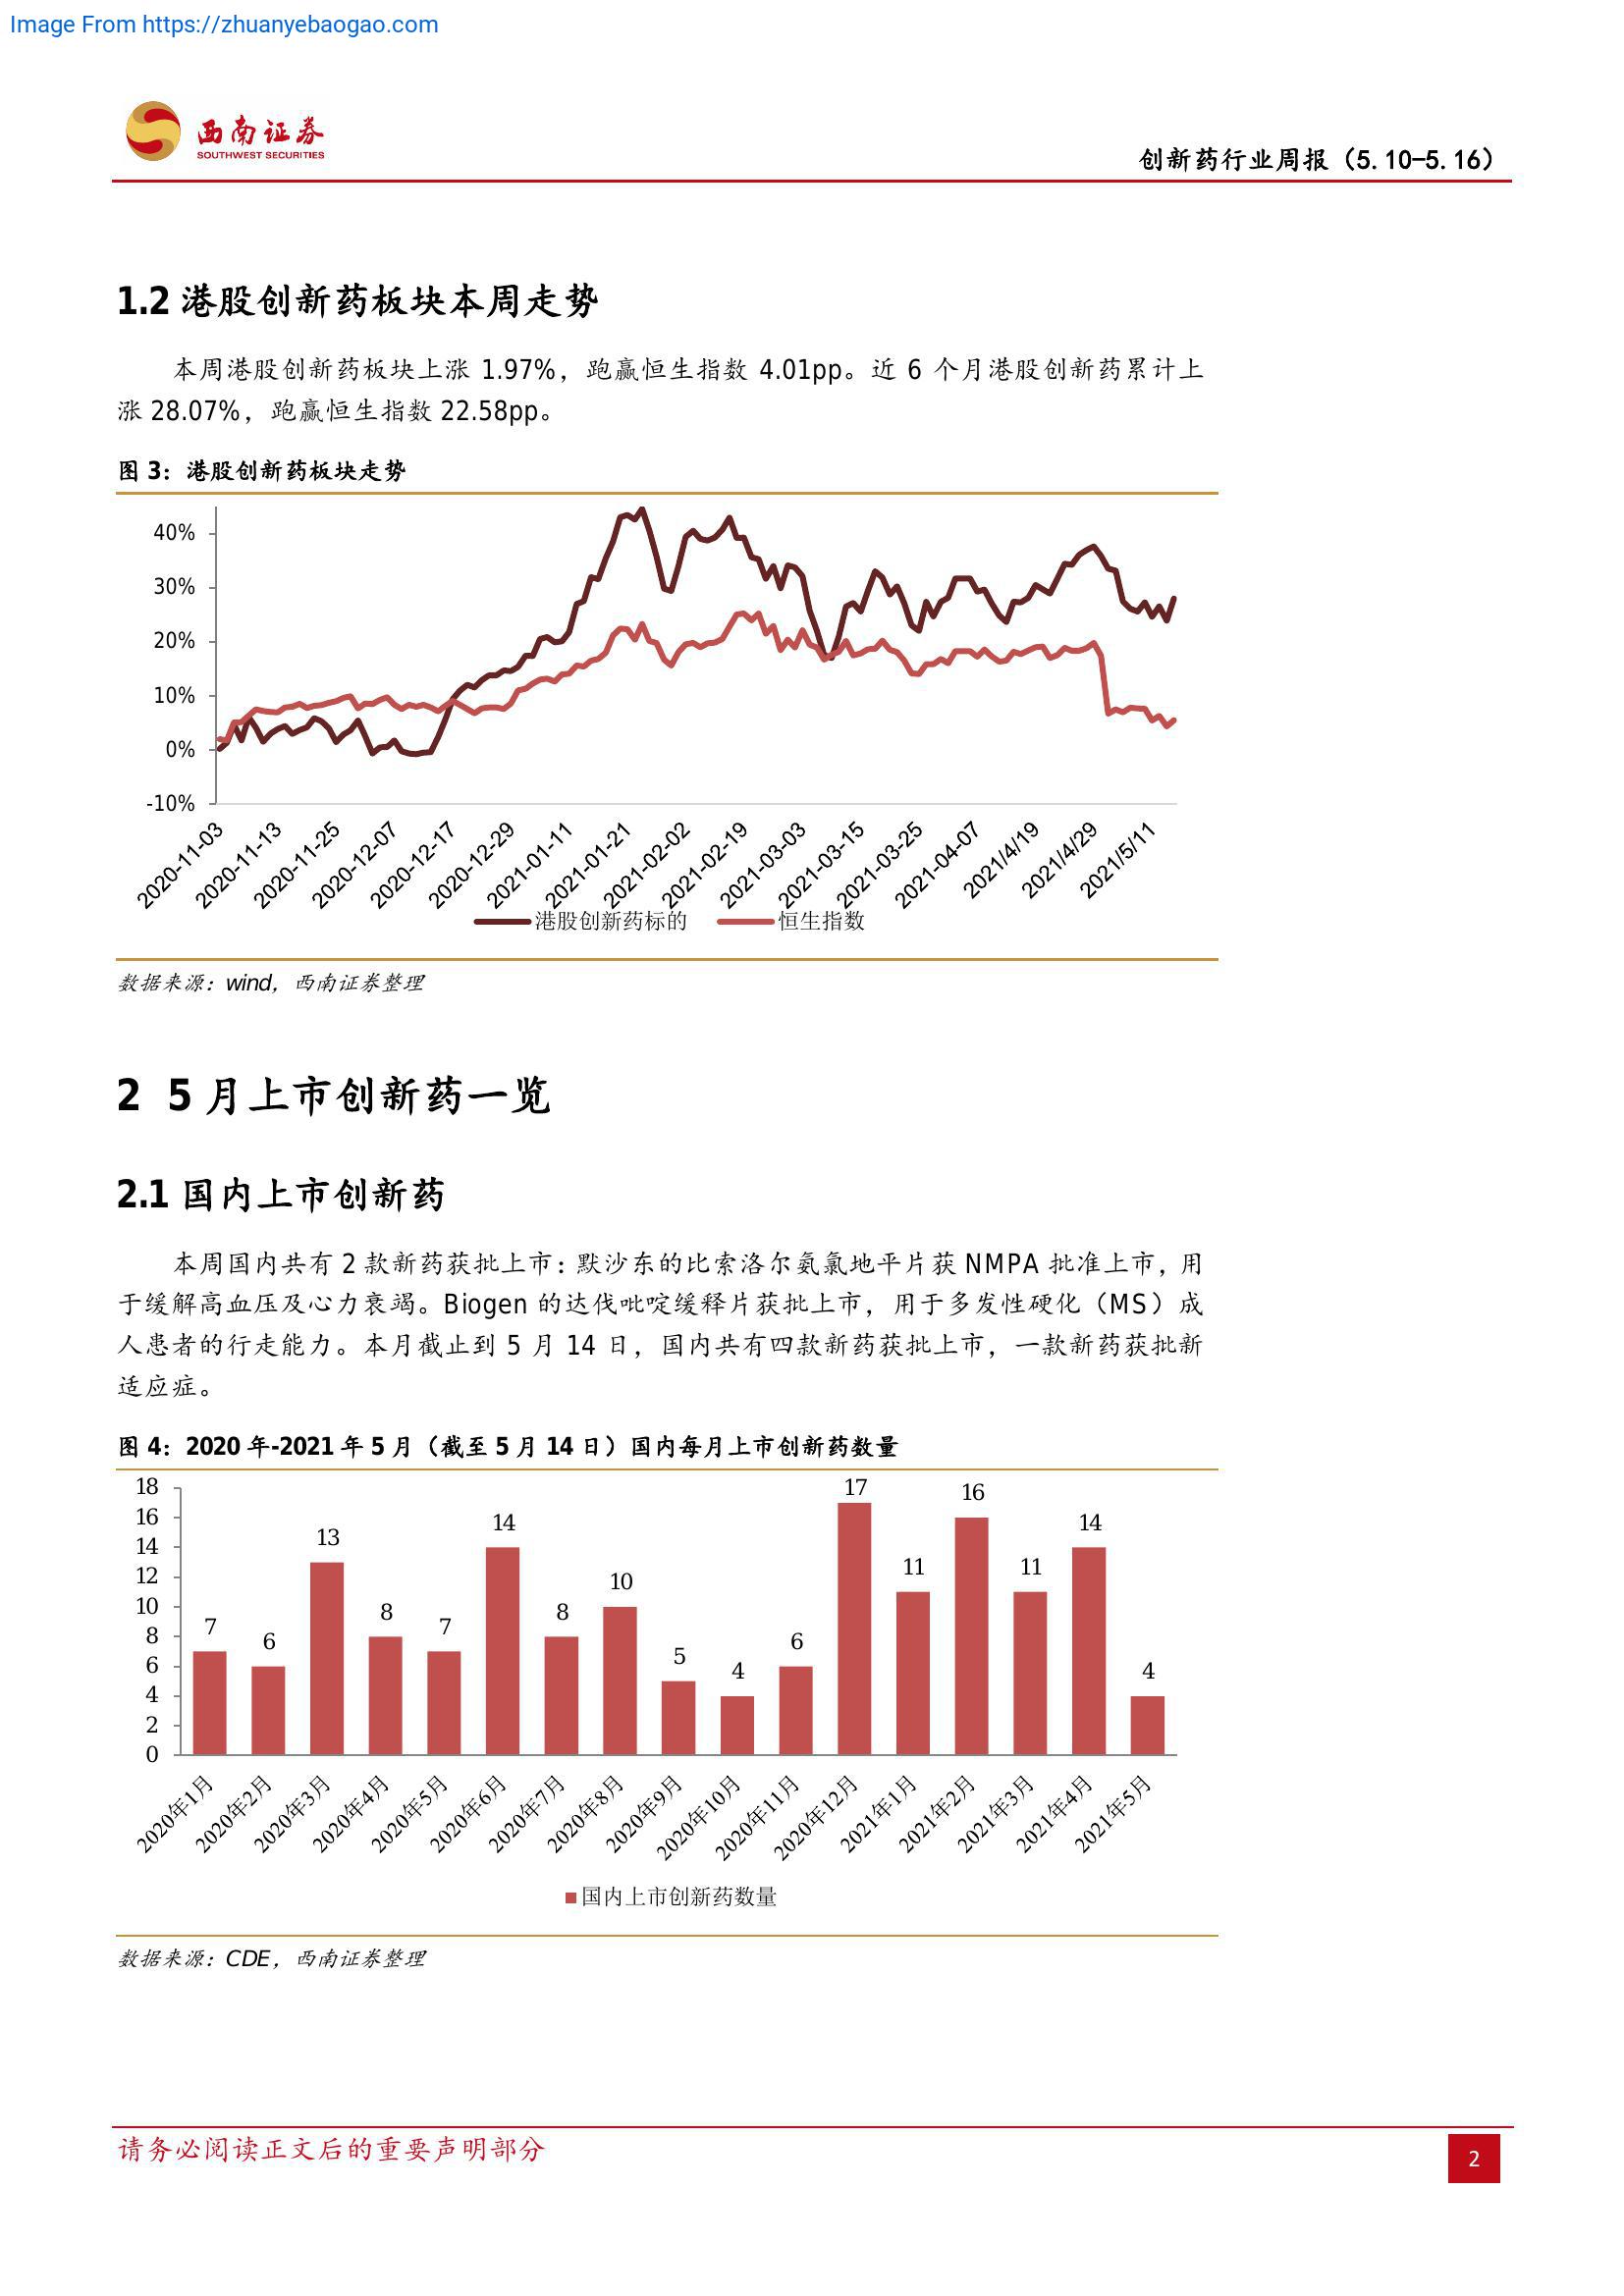 Image From https://zhuanyebaogao.com
西南证券
SOUTHWEST SECURITIES
创新药行业周报（5.10-5.16）
1.2 港股创新药板块本周走势
本周港股创新药板块上涨 1.97%，跑赢恒生指数 4.01pp。近 6 个月港股创新药累计上
涨 28.07%，跑赢恒生指数 22.58pp。
图 3：港股创新药板块走势
40%
30%
20%
10%
0%
-10%
2020-11-03
2020-11-13
2020-11-25
2020-12-07
2020-12-17
2020-12-29
2021-01-11
2021-01-21
2021-02-02
2021-02-19
2021-03-03
2021-03-15
2021-03-25
2021-04-07
2021/4/19
2021/4/29
2021/5/11
港股创新药标的 恒生指数
数据来源：wind，西南证券整理
2 5 月上市创新药一览
2.1 国内上市创新药
本周国内共有 2 款新药获批上市：默沙东的比索洛尔氨氯地平片获 NMPA 批准上市，用
于缓解高血压及心力衰竭。Biogen 的达伐吡啶缓释片获批上市，用于多发性硬化（MS）成
人患者的行走能力。本月截止到 5 月 14 日，国内共有四款新药获批上市，一款新药获批新
适应症。
图 4：2020 年-2021 年 5 月（截至 5 月 14 日）国内每月上市创新药数量
18
16
14
12
10
8
6
4
2
0
7
6
13
8
7
14
8
10
5
4
6
17
11
16
11
14
4
2020年1月
2020年2月
2020年3月
2020年4月
2020年5月
2020年6月
2020年7月
2020年8月
2020年9月
2020年10月
2020年11月
2020年12月
2021年1月
2021年2月
2021年3月
2021年4月
2021年5月
国内上市创新药数量
数据来源：CDE，西南证券整理
请务必阅读正文后的重要声明部分
2